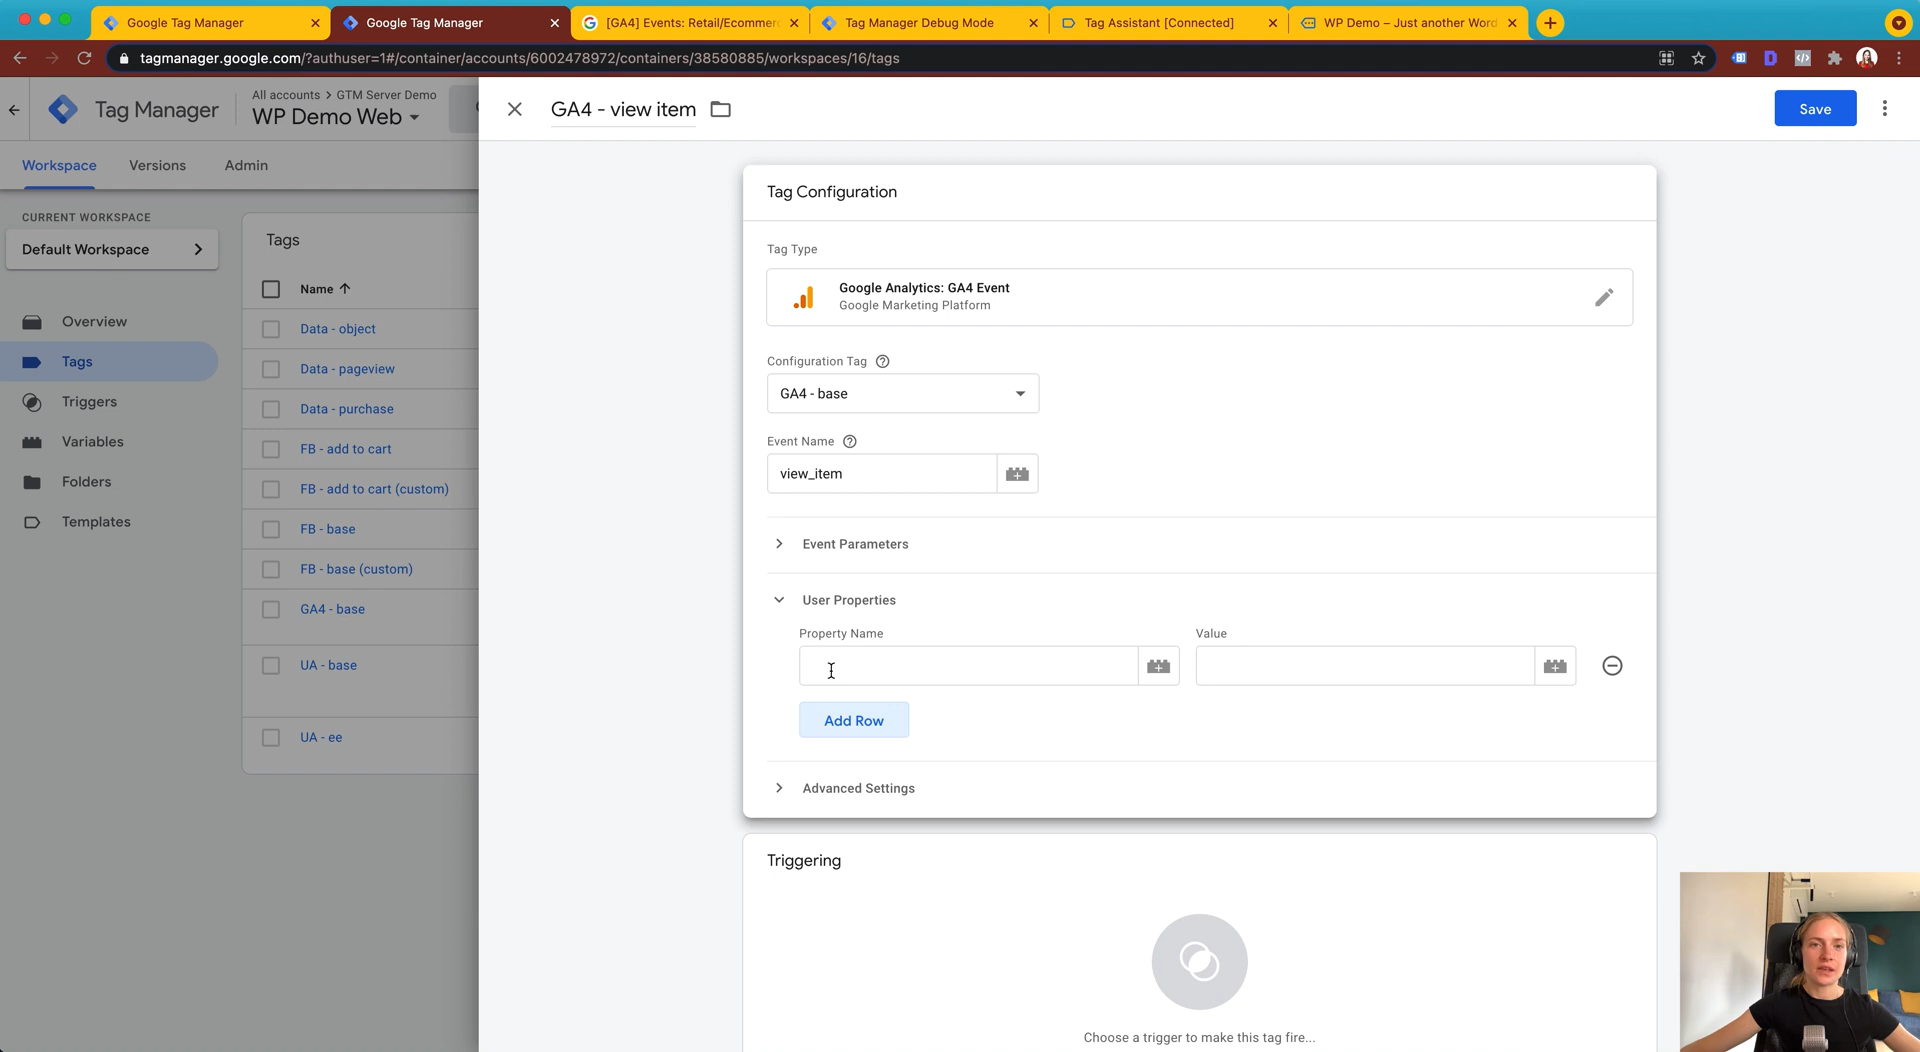 Google Tag Manager
Google Tag Manager
[GA4] Events: Retail/Ecommerc
Tag Manager Debug Mode
Tag Assistant [Connected]
WP Demo – Just another Word
tagmanager.google.com/?authuser=1#/container/accounts/6002478972/containers/38580885/workspaces/16/tags
Tag Manager
All accounts > GTM Server Demo
WP Demo Web
GA4 - view item
Save
Workspace
Versions
Admin
CURRENT WORKSPACE
Default Workspace
Overview
Tags
Triggers
Variables
Folders
Templates
Tags
Name
Data - object
Data - pageview
Data - purchase
FB - add to cart
FB - add to cart (custom)
FB - base
FB - base (custom)
GA4 - base
UA - base
UA - ee
Tag Configuration
Tag Type
Google Analytics: GA4 Event
Google Marketing Platform
Configuration Tag
GA4 - base
Event Name
view_item
Event Parameters
User Properties
Property Name
Value
Add Row
Advanced Settings
Triggering
Choose a trigger to make this tag fire...